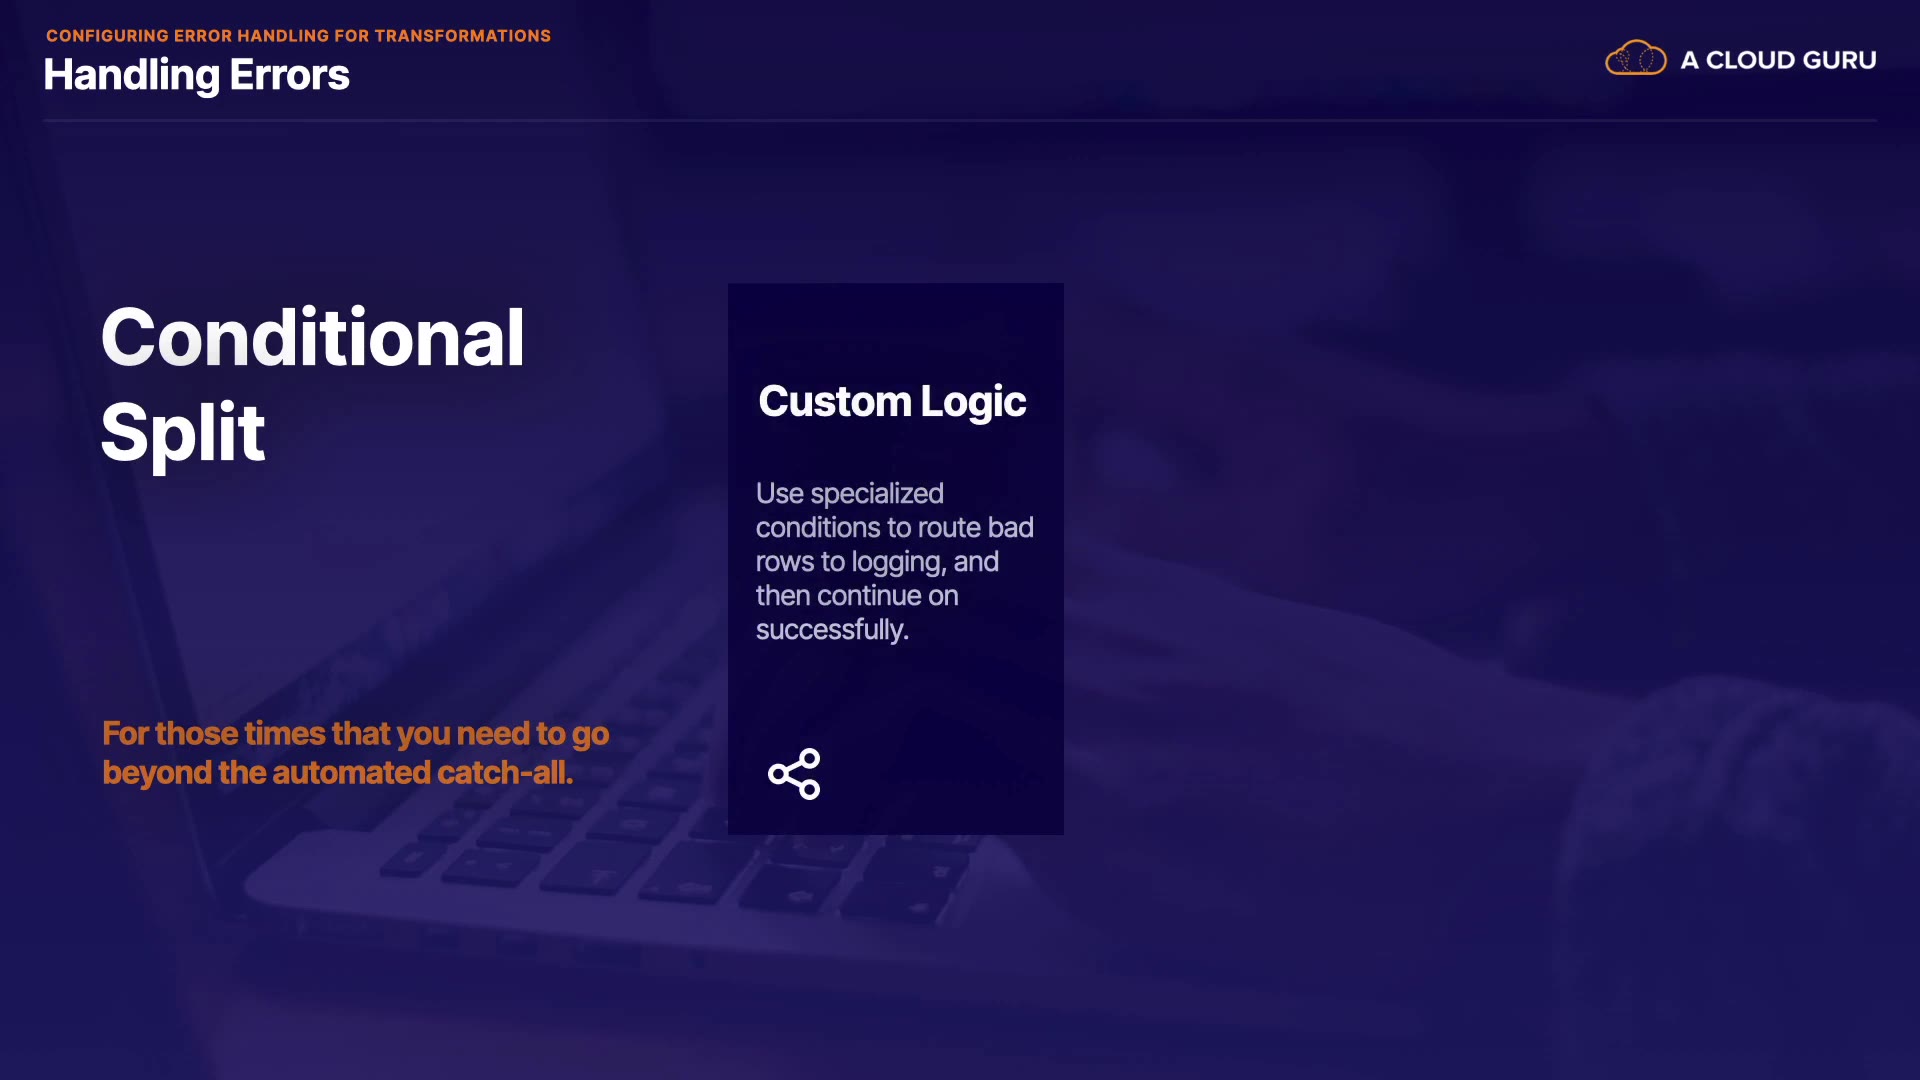 CONFIGURING ERROR HANDLING FOR TRANSFORMATIONS
Handling Errors
A CLOUD GURU
Conditional
Split
For those times that you need to go
beyond the automated catch-all.
Custom Logic
Use specialized
conditions to route bad
rows to logging, and
then continue on
successfully.